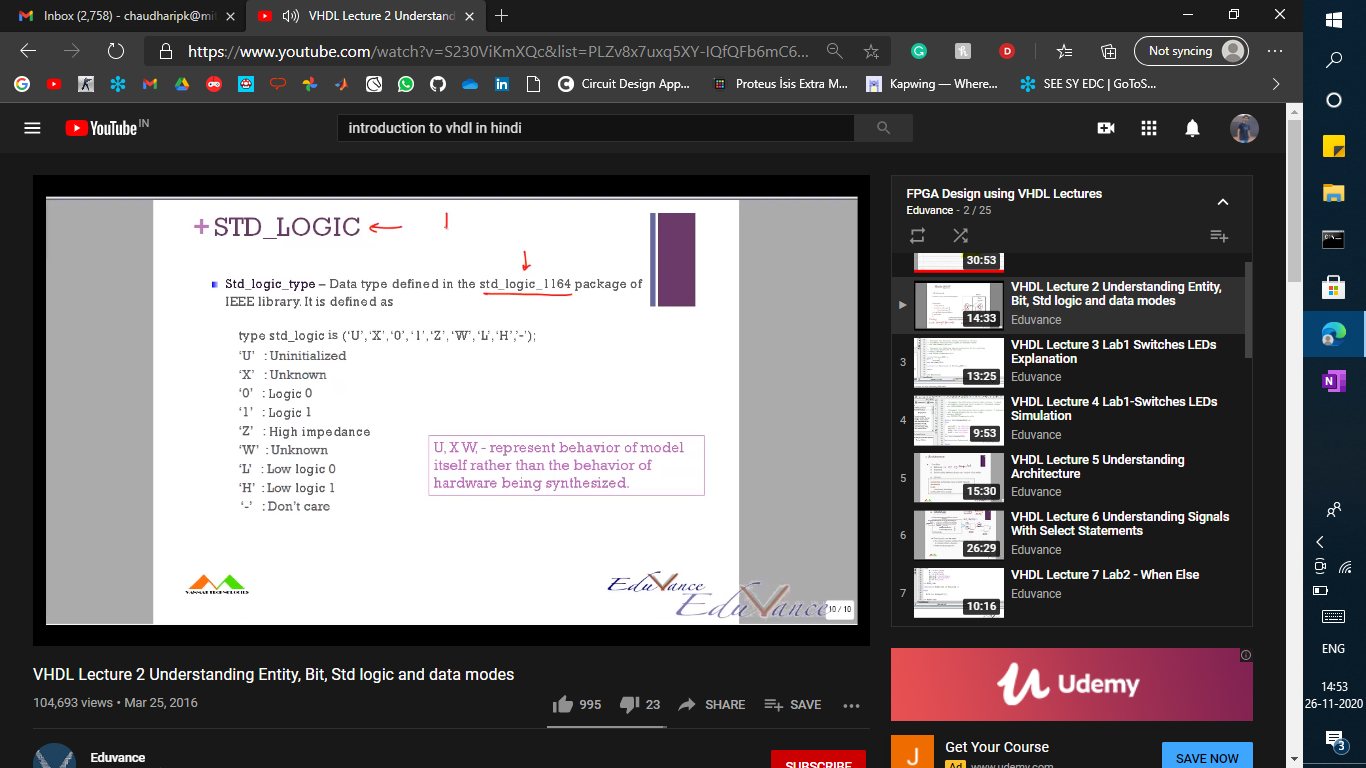 Inbox (2,758) - chaudharipk@mi
VHDL Lecture 2 Understand
https://www.youtube.com/watch?v=S230ViKmXQc&list=PLZv8x7uxq5XY-IQfQFb6mC6...
Not syncing
Circuit Design App...
Proteus İsis Extra M...
Kapwing — Where...
SEE SY EDC | GoToS...
YouTube IN
introduction to vhdl in hindi
+ STD_LOGIC
Std_logic_type – Data type defined in the std_logic_1164 package of
IEEE library. It is defined as
type std_logic is ('U', 'X', '0', '1', 'Z', 'W', 'L', 'H', '-');
'U' : Uninitialized
'X' : Unknown
'0' : Logic 0
'1' : Logic 1
'Z' : High impedance
'W' : Unknown
'L' : Low logic 0
'H' : Low logic 1
'-' : Don't care
U, X W, - represent behavior of model
itself rather than the behavior of
hardware being synthesized.
EduVance
EduVance
10 / 10
VHDL Lecture 2 Understanding Entity, Bit, Std logic and data modes
104,693 views • Mar 25, 2016
995
23
SHARE
SAVE
Eduvance
SUBSCRIBE
FPGA Design using VHDL Lectures
Eduvance - 2 / 25
30:53
VHDL Lecture 2 Understanding Entity,
Bit, Std logic and data modes
Eduvance
14:33
3
VHDL Lecture 3 Lab1 Switches LEDs
Explanation
Eduvance
13:25
4
VHDL Lecture 4 Lab1-Switches LEDs
Simulation
Eduvance
9:53
5
VHDL Lecture 5 Understanding
Architecture
Eduvance
15:30
6
VHDL Lecture 6 Understanding Signals
With Select Statements
Eduvance
26:29
7
VHDL Lecture 7 Lab2 - When Else
Eduvance
10:16
Udemy
J
Get Your Course
Ad www.udemy.com
SAVE NOW
ENG
14:53
26-11-2020
3